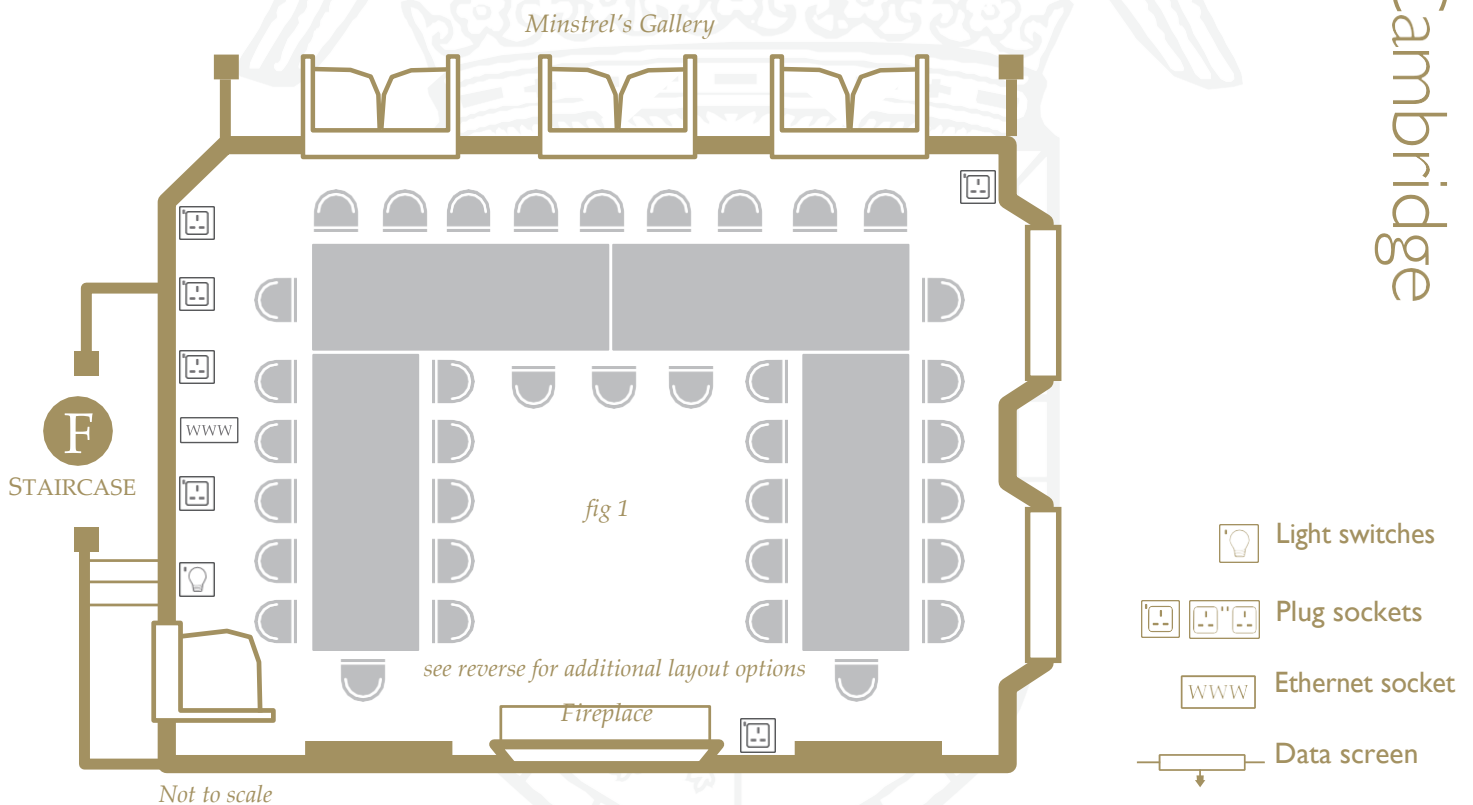 Minstrel's Gallery
Cambridge
WWW
F
STAIRCASE
fig 1
see reverse for additional layout options
Fireplace
Not to scale
Light switches
Plug sockets
WWW
Ethernet socket
Data screen